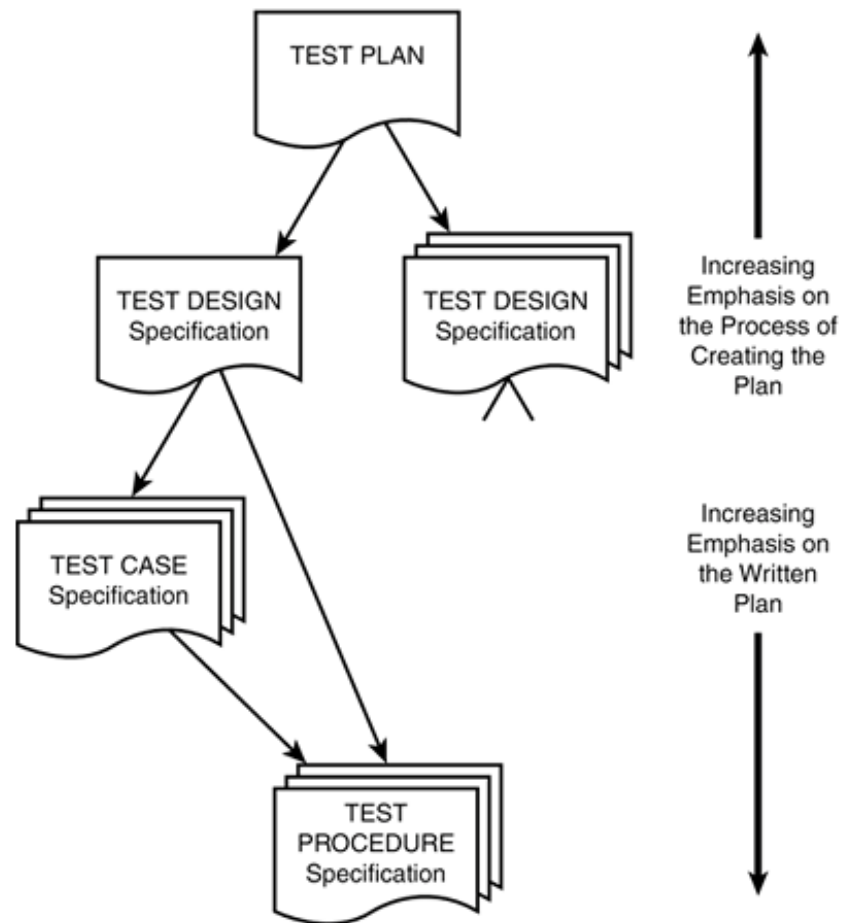 TEST PLAN
TEST DESIGN
Specification
TEST DESIGN
Specification
Increasing
Emphasis on
the Process of
Creating the
Plan
TEST CASE
Specification
Increasing
Emphasis on
the Written
Plan
TEST
PROCEDURE
Specification